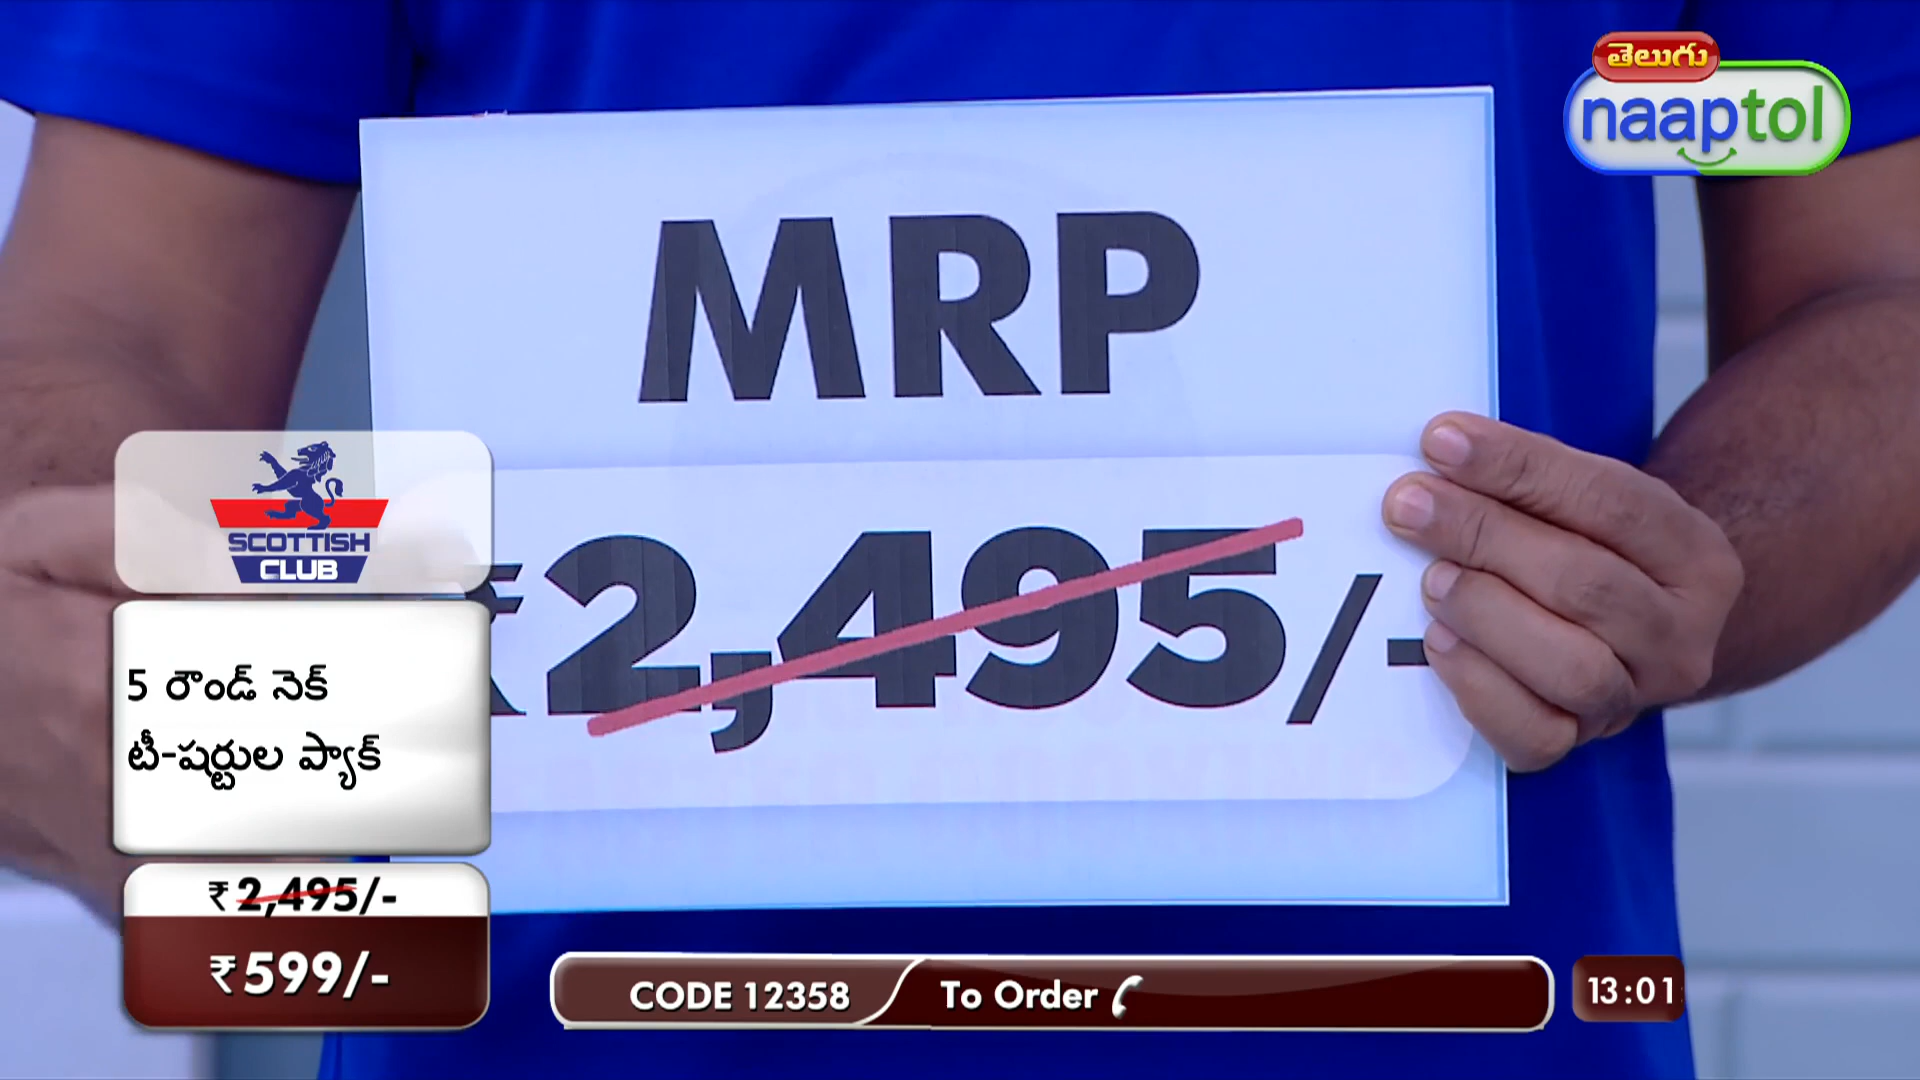 తెలుగు
naaptol
MRP
₹2,495/-
SCOTTISH
CLUB
5 రౌండ్ నెక్
టీ-షర్టుల ప్యాక్
₹2,495/-
₹599/-
CODE 12358
To Order
13:01